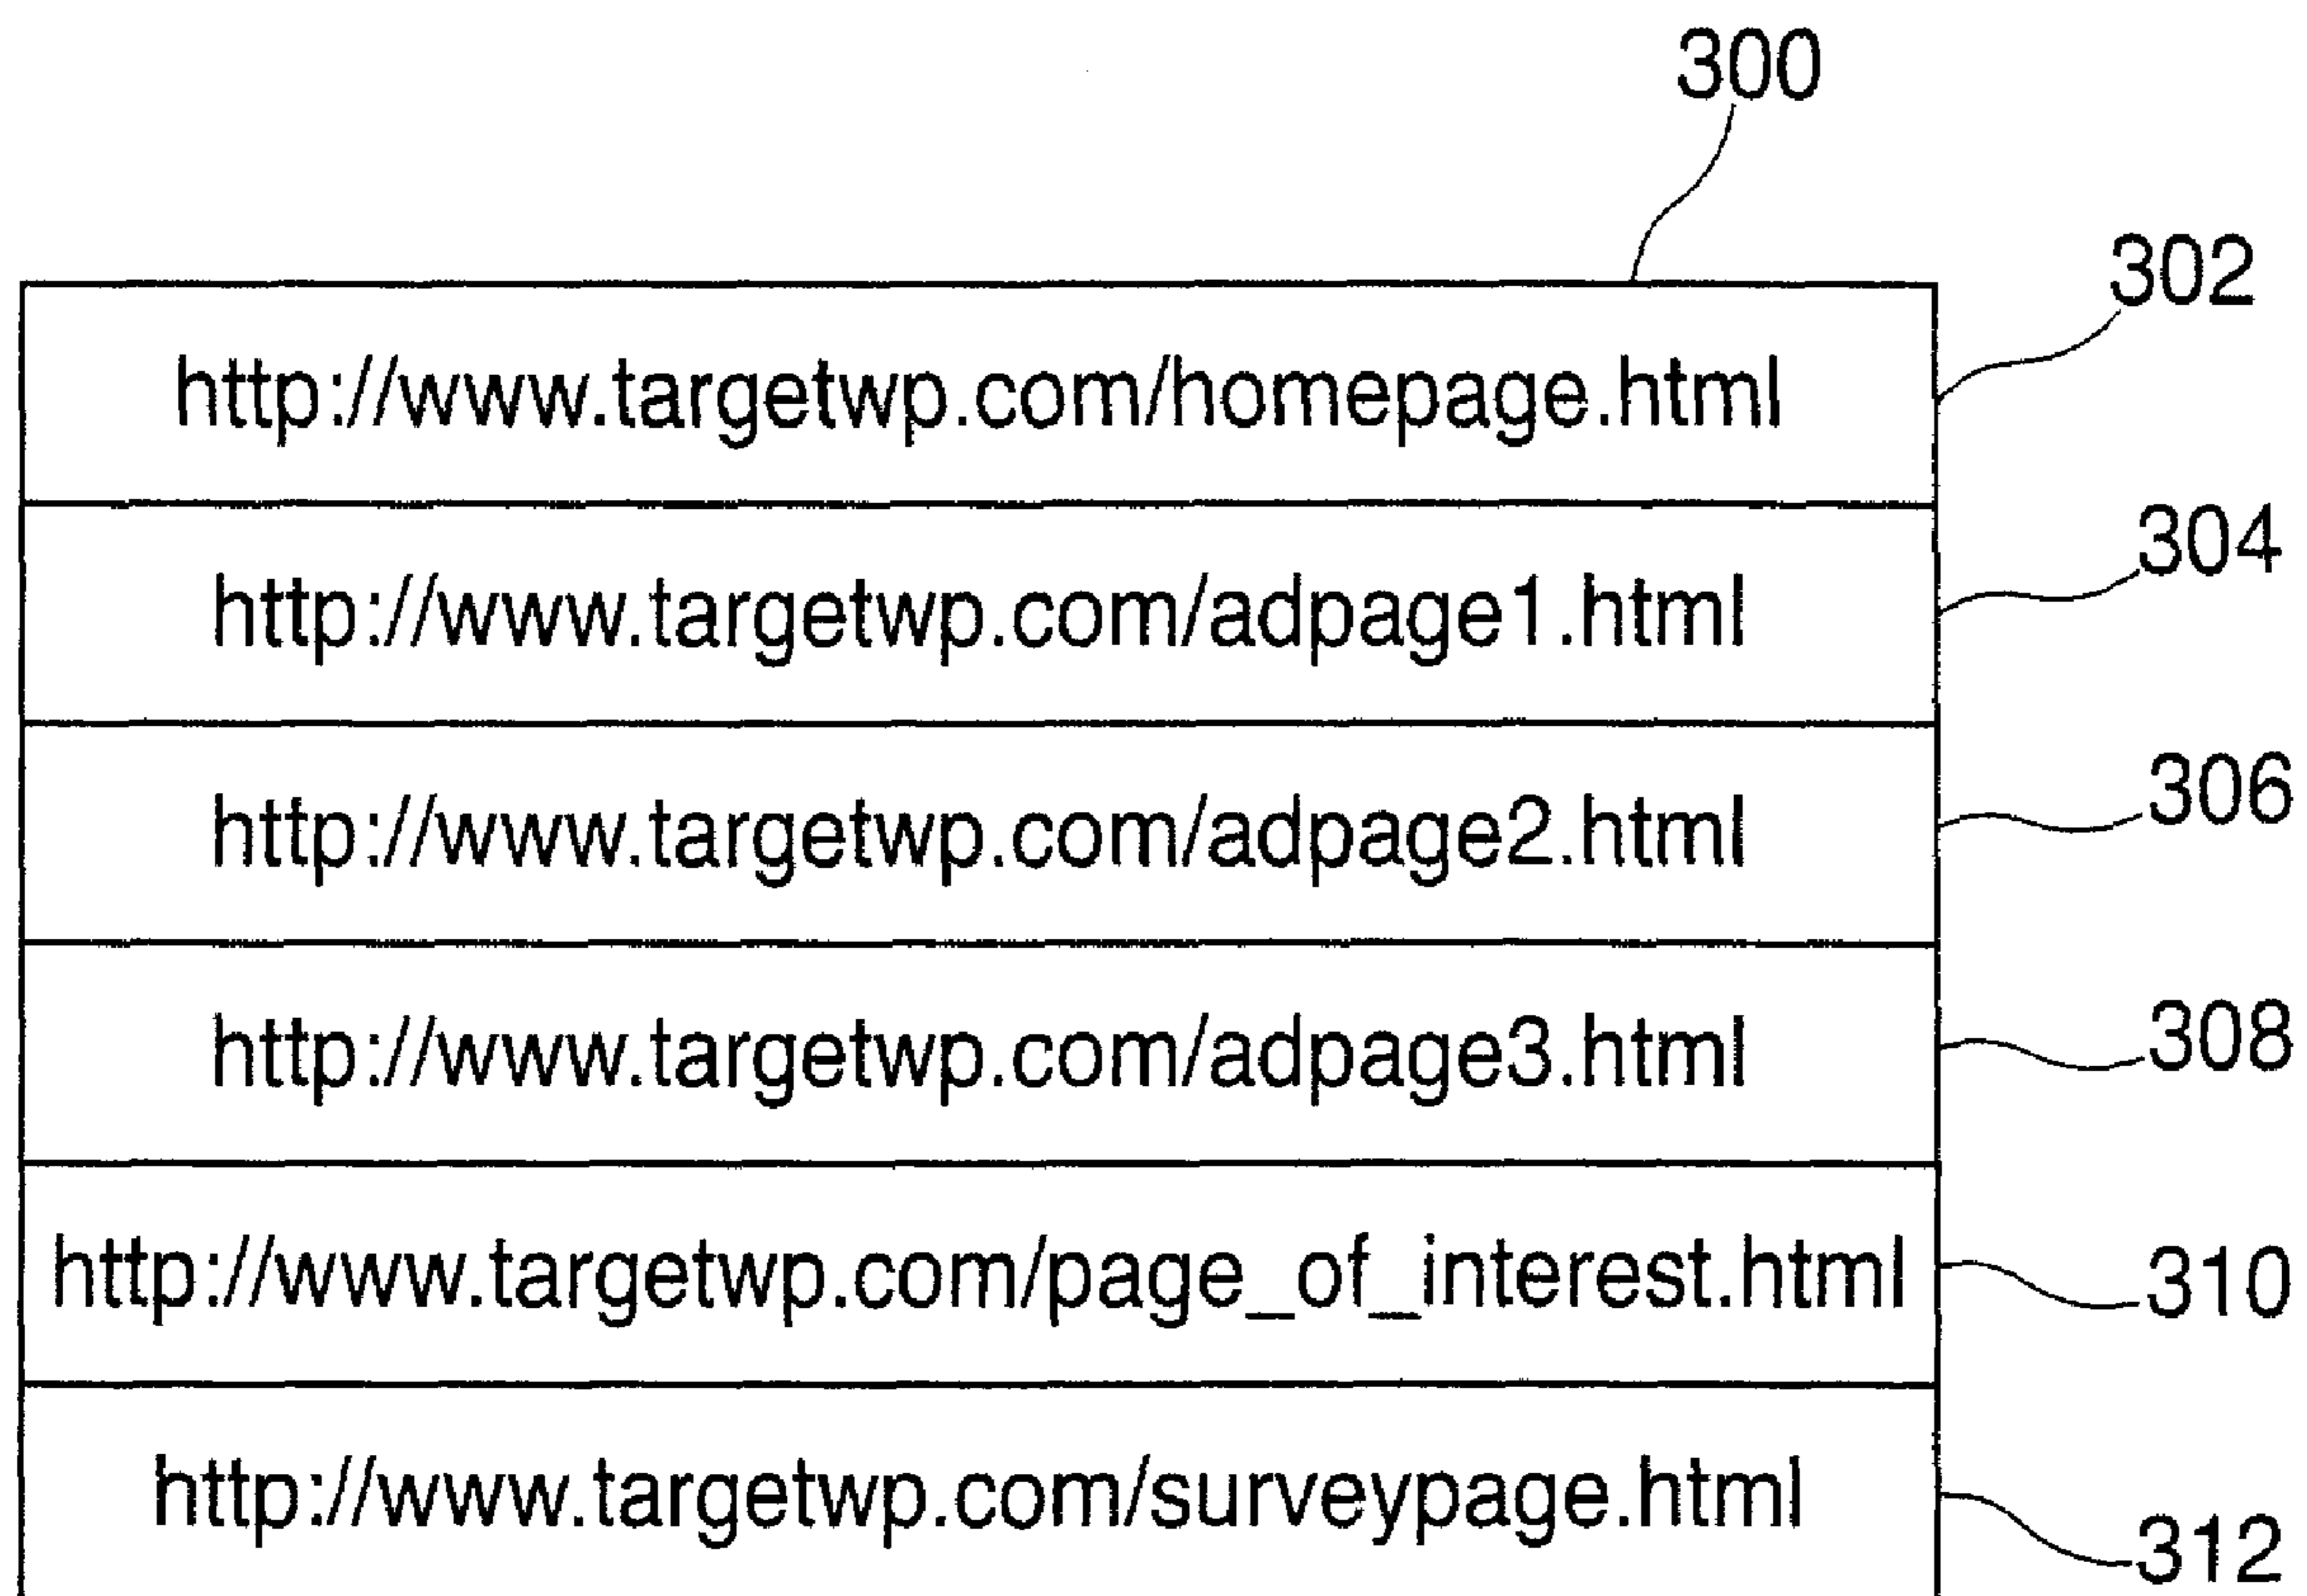 300
302
http://www.targetwp.com/homepage.html
304
http://www.targetwp.com/adpage1.html
306
http://www.targetwp.com/adpage2.html
308
http://www.targetwp.com/adpage3.html
http://www.targetwp.com/page_of_interest.html
310
http://www.targetwp.com/surveypage.html
312